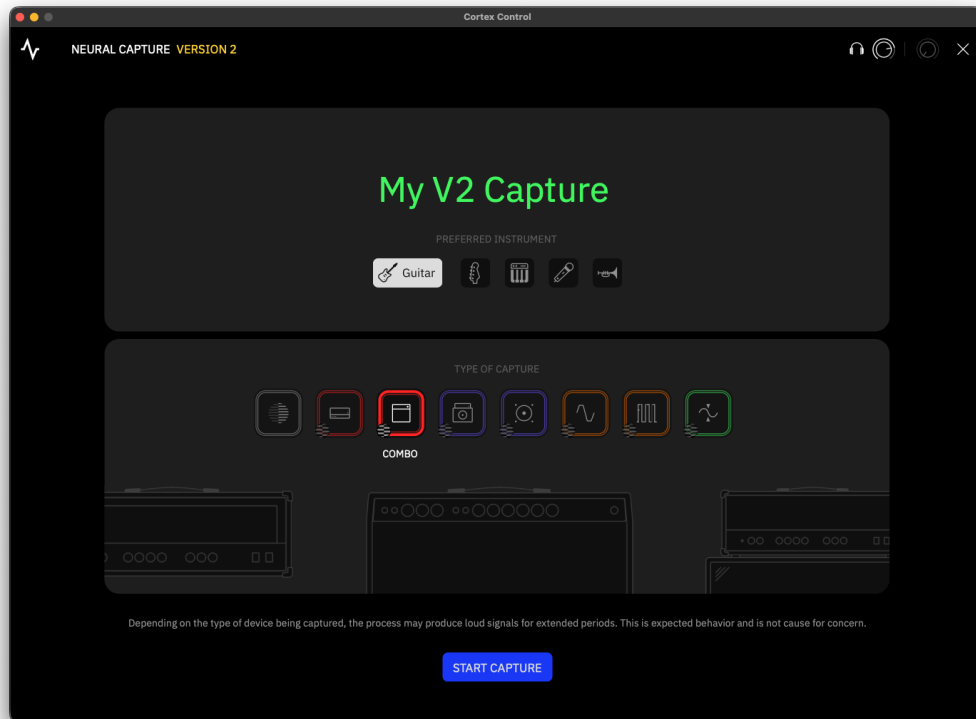 Cortex Control
NEURAL CAPTURE VERSION 2
My V2 Capture
PREFERRED INSTRUMENT
Guitar
TYPE OF CAPTURE
COMBO
Depending on the type of device being captured, the process may produce loud signals for extended periods. This is expected behavior and is not cause for concern.
START CAPTURE